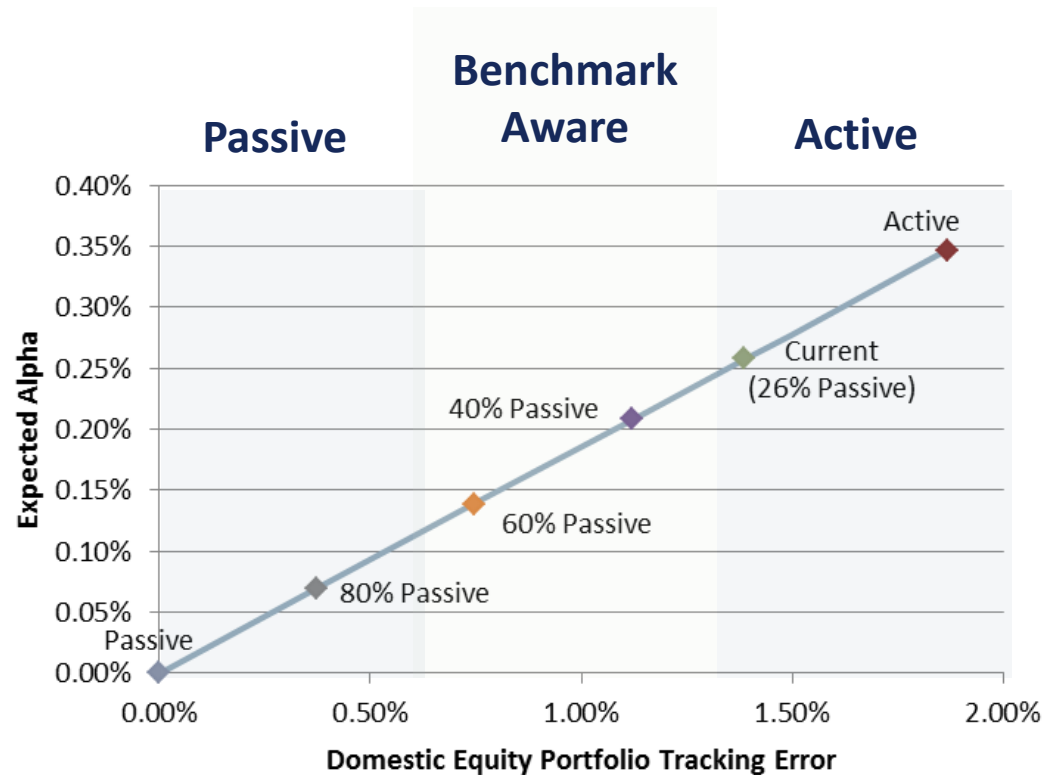 Benchmark
Aware
Passive
Active
0.40%
0.35%
0.30%
0.25%
0.20%
0.15%
0.10%
0.05%
0.00%
Expected Alpha
Active
Current
(26% Passive)
40% Passive
60% Passive
80% Passive
Passive
0.00%
0.50%
1.00%
1.50%
2.00%
Domestic Equity Portfolio Tracking Error